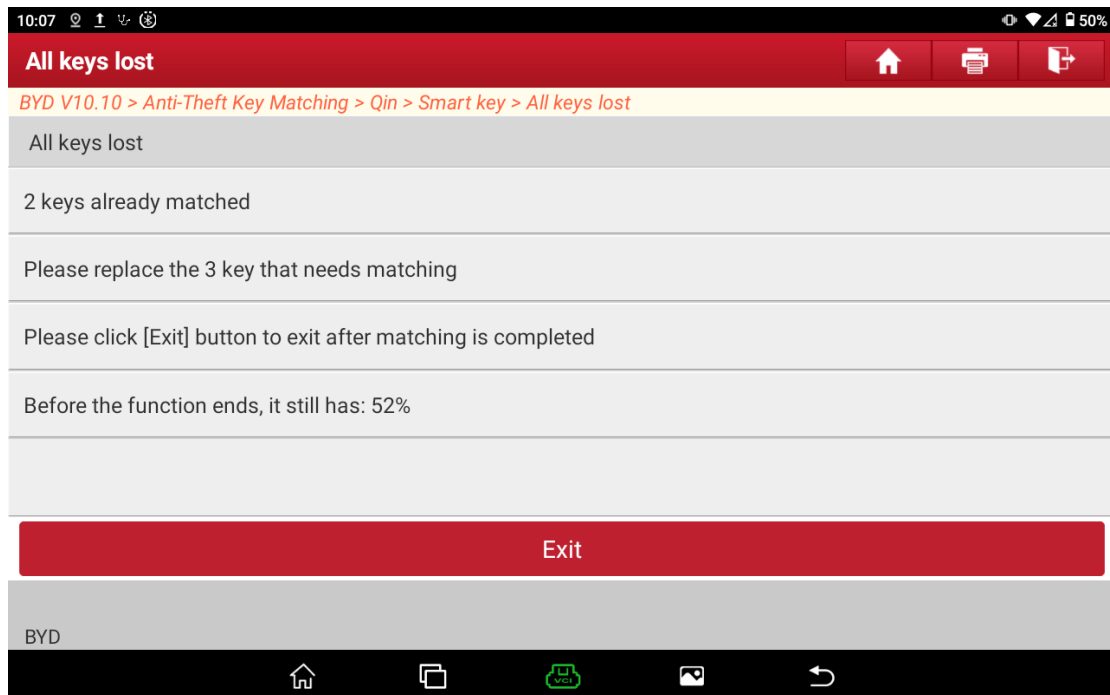 10:07 50%
All keys lost
BYD V10.10 > Anti-Theft Key Matching > Qin > Smart key > All keys lost
All keys lost
2 keys already matched
Please replace the 3 key that needs matching
Please click [Exit] button to exit after matching is completed
Before the function ends, it still has: 52%
Exit
BYD
VCI